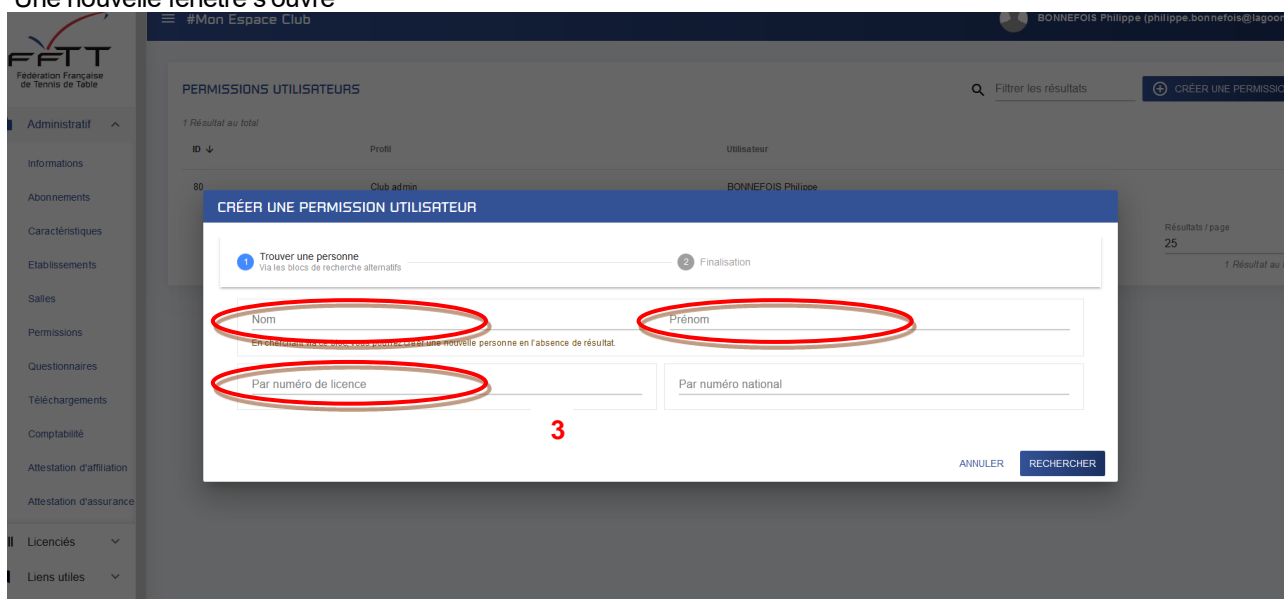 Une nouvelle fenêtre s'ouvre
#Mon Espace Club
BONNEFOIS Philippe (philippe.bonnefois@lagoon
FFTT
Fédération Française
de Tennis de Table
PERMISSIONS UTILISATEURS
Filtrer les résultats
CRÉER UNE PERMISSIO
Administratif
1 Résultat au total
ID
Profil
Utilisateur
Informations
80
Club admin
BONNEFOIS Philippe
Abonnements
CRÉER UNE PERMISSION UTILISATEUR
Caractéristiques
Résultats / page
25
1 Résultat au
1
Trouver une personne
Via les blocs de recherche alternatifs
2
Finalisation
Etablissements
Salles
Nom
Prénom
Permissions
En cherchant via ce bloc, vous pourrez créer une nouvelle personne en l'absence de résultat.
Questionnaires
Par numéro de licence
Par numéro national
Téléchargements
3
Comptabilité
Attestation d'affiliation
ANNULER
RECHERCHER
Attestation d'assurance
Licenciés
Liens utiles